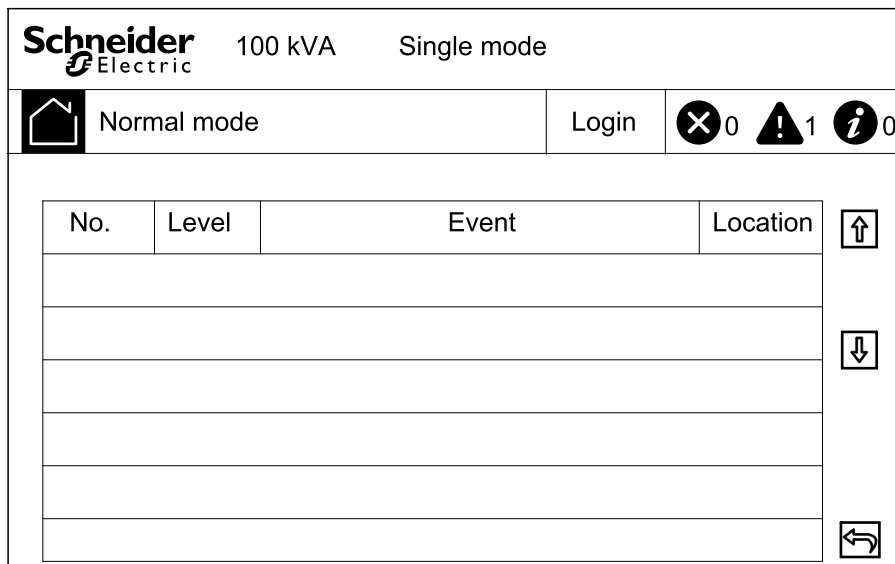 Schneider Electric 100 kVA Single mode
Normal mode Login 0 1 0
No. Level Event Location